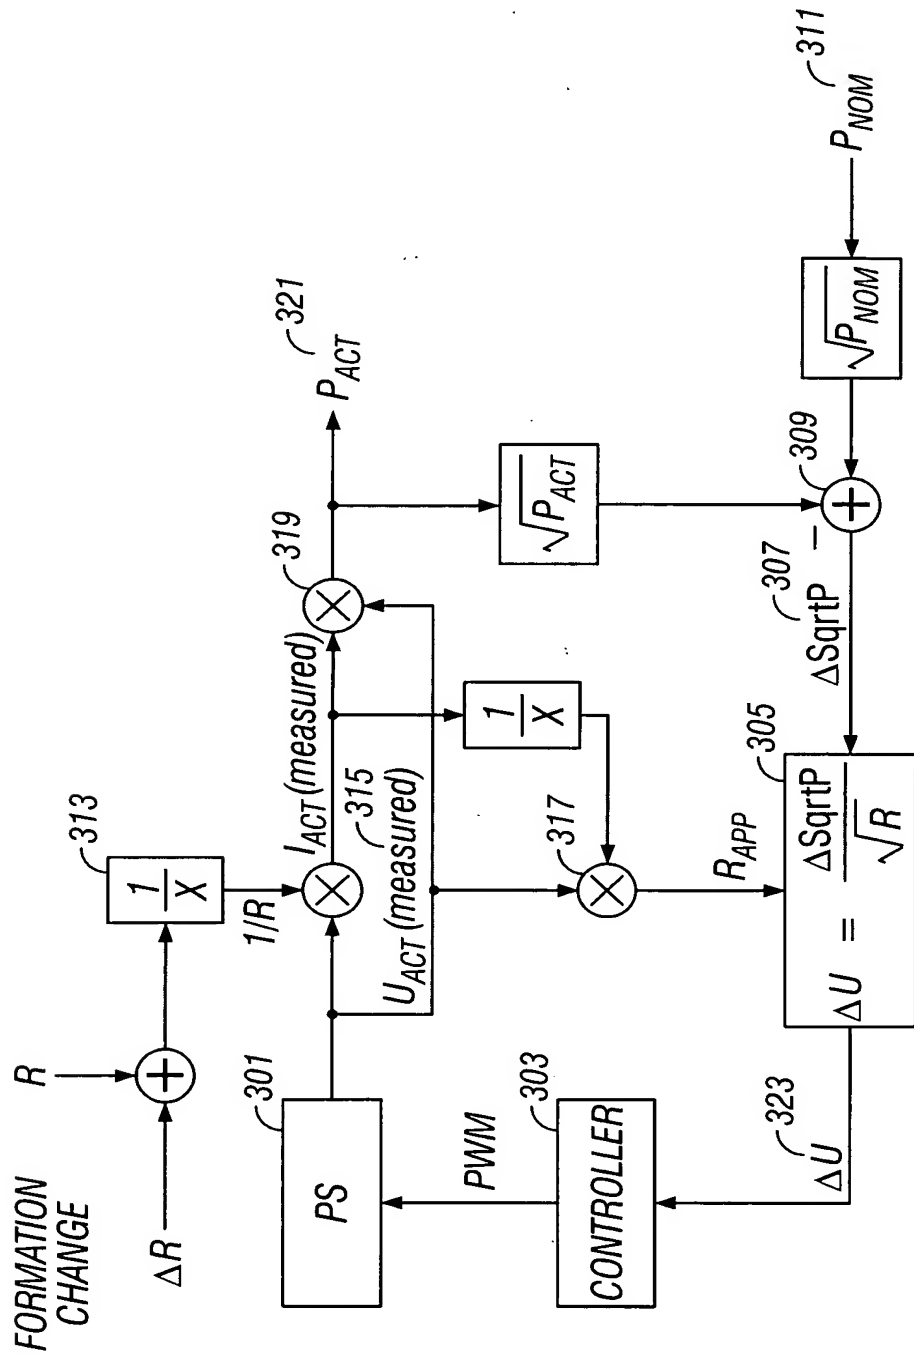 FORMATION
CHANGE
R
ΔR
+
313
1/X
1/R
301
PS
×
I_ACT (measured)
315
U_ACT (measured)
319
×
321
P_ACT
PWM
303
CONTROLLER
317
×
1/X
√P_ACT
R_APP
305
ΔU = ΔSqrtP/√R
323
ΔU
307
ΔSqrtP
−
309
+
√P_NOM
311
P_NOM